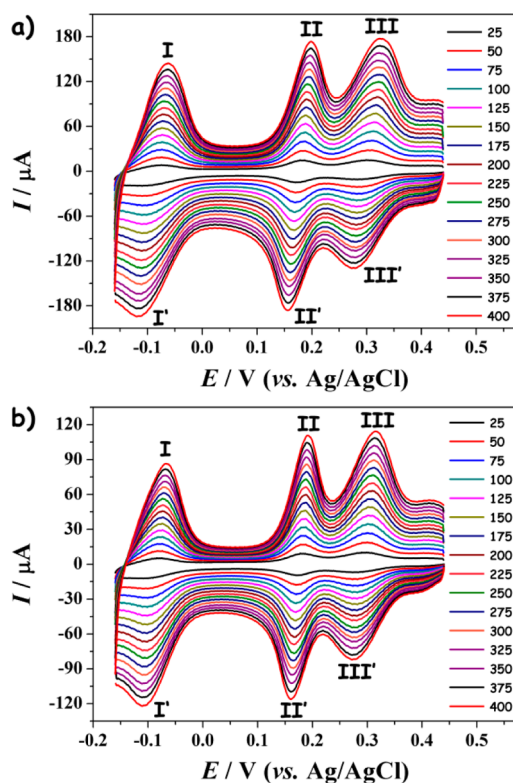 a)
I
II
III
I'
II'
III'
180
120
60
0
-60
-120
-180
I / μA
-0.2 -0.1 0.0 0.1 0.2 0.3 0.4 0.5
E / V (vs. Ag/AgCl)
25
50
75
100
125
150
175
200
225
250
275
300
325
350
375
400
b)
I
II
III
I'
II'
III'
120
90
60
30
0
-30
-60
-90
-120
I / μA
-0.2 -0.1 0.0 0.1 0.2 0.3 0.4 0.5
E / V (vs. Ag/AgCl)
25
50
75
100
125
150
175
200
225
250
275
300
325
350
375
400